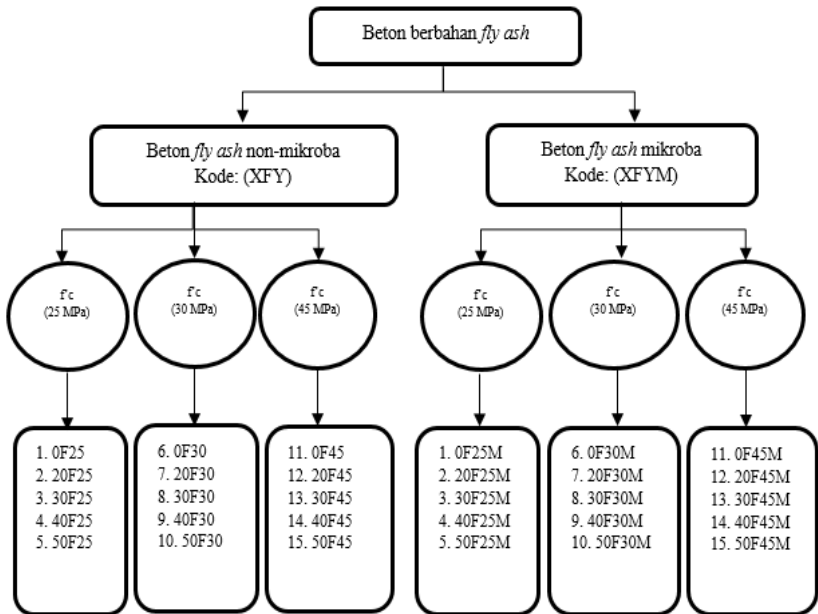 Beton berbahan fly ash
Beton fly ash non-mikroba
Kode: (XFY)
Beton fly ash mikroba
Kode: (XFYM)
f'c
(25 MPa)
f'c
(30 MPa)
f'c
(45 MPa)
f'c
(25 MPa)
f'c
(30 MPa)
f'c
(45 MPa)
1. 0F25
2. 20F25
3. 30F25
4. 40F25
5. 50F25
6. 0F30
7. 20F30
8. 30F30
9. 40F30
10. 50F30
11. 0F45
12. 20F45
13. 30F45
14. 40F45
15. 50F45
1. 0F25M
2. 20F25M
3. 30F25M
4. 40F25M
5. 50F25M
6. 0F30M
7. 20F30M
8. 30F30M
9. 40F30M
10. 50F30M
11. 0F45M
12. 20F45M
13. 30F45M
14. 40F45M
15. 50F45M